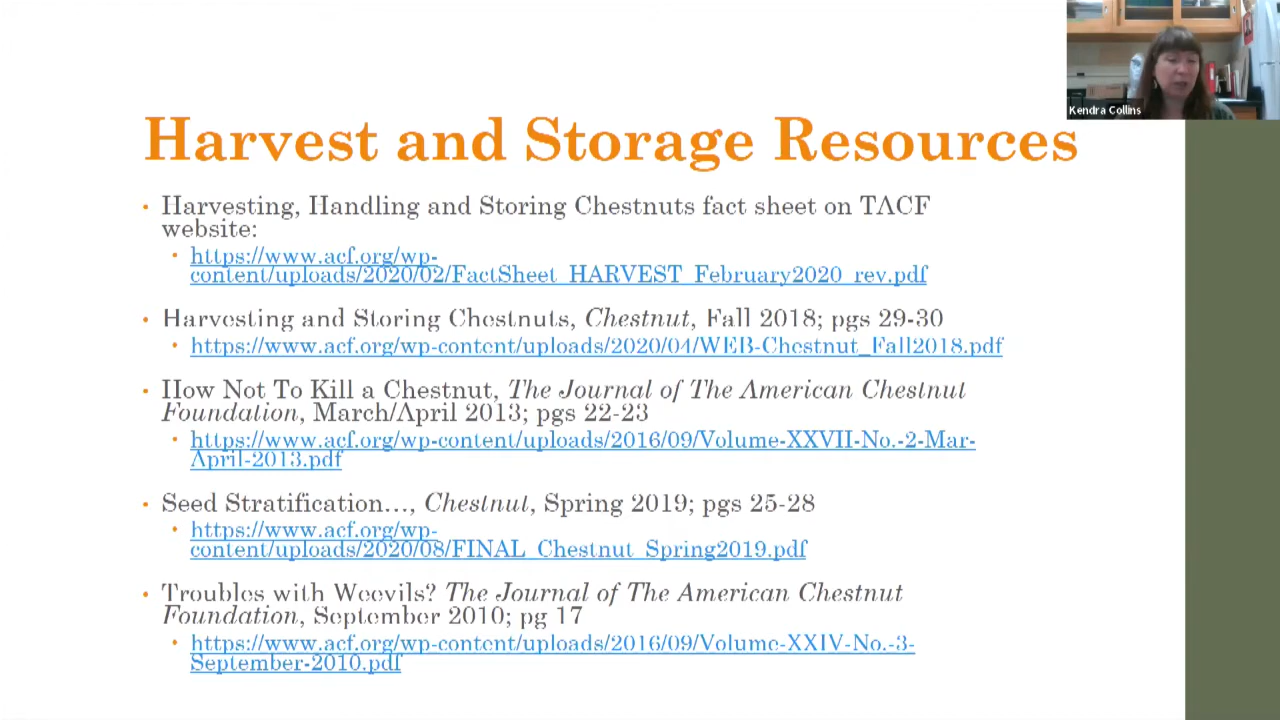 Kendra Collins
Harvest and Storage Resources
• Harvesting, Handling and Storing Chestnuts fact sheet on TACF
website:
• https://www.acf.org/wp-
content/uploads/2020/02/FactSheet_HARVEST_February2020_rev.pdf
• Harvesting and Storing Chestnuts, Chestnut, Fall 2018; pgs 29-30
• https://www.acf.org/wp-content/uploads/2020/04/WEB-Chestnut_Fall2018.pdf
• How Not To Kill a Chestnut, The Journal of The American Chestnut
Foundation, March/April 2013; pgs 22-23
• https://www.acf.org/wp-content/uploads/2016/09/Volume-XXVII-No.-2-Mar-
April-2013.pdf
• Seed Stratification…, Chestnut, Spring 2019; pgs 25-28
• https://www.acf.org/wp-
content/uploads/2020/08/FINAL_Chestnut_Spring2019.pdf
• Troubles with Weevils? The Journal of The American Chestnut
Foundation, September 2010; pg 17
• https://www.acf.org/wp-content/uploads/2016/09/Volume-XXIV-No.-3-
September-2010.pdf